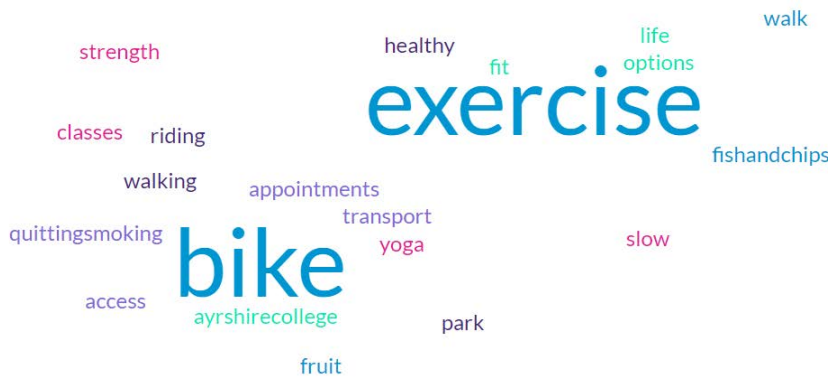 walk
life
healthy
strength
options
fit
exercise
classes
riding
fishandchips
walking
appointments
transport
quittingsmoking
slow
yoga
bike
access
ayrshirecollege
park
fruit